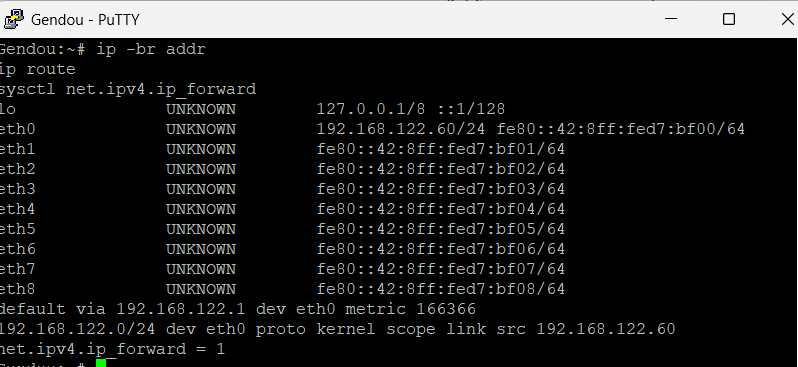 Gendou - PuTTY
Gendou:~# ip -br addr
ip route
sysctl net.ipv4.ip_forward
lo UNKNOWN 127.0.0.1/8 ::1/128
eth0 UNKNOWN 192.168.122.60/24 fe80::42:8ff:fed7:bf00/64
eth1 UNKNOWN fe80::42:8ff:fed7:bf01/64
eth2 UNKNOWN fe80::42:8ff:fed7:bf02/64
eth3 UNKNOWN fe80::42:8ff:fed7:bf03/64
eth4 UNKNOWN fe80::42:8ff:fed7:bf04/64
eth5 UNKNOWN fe80::42:8ff:fed7:bf05/64
eth6 UNKNOWN fe80::42:8ff:fed7:bf06/64
eth7 UNKNOWN fe80::42:8ff:fed7:bf07/64
eth8 UNKNOWN fe80::42:8ff:fed7:bf08/64
default via 192.168.122.1 dev eth0 metric 166366
192.168.122.0/24 dev eth0 proto kernel scope link src 192.168.122.60
net.ipv4.ip_forward = 1